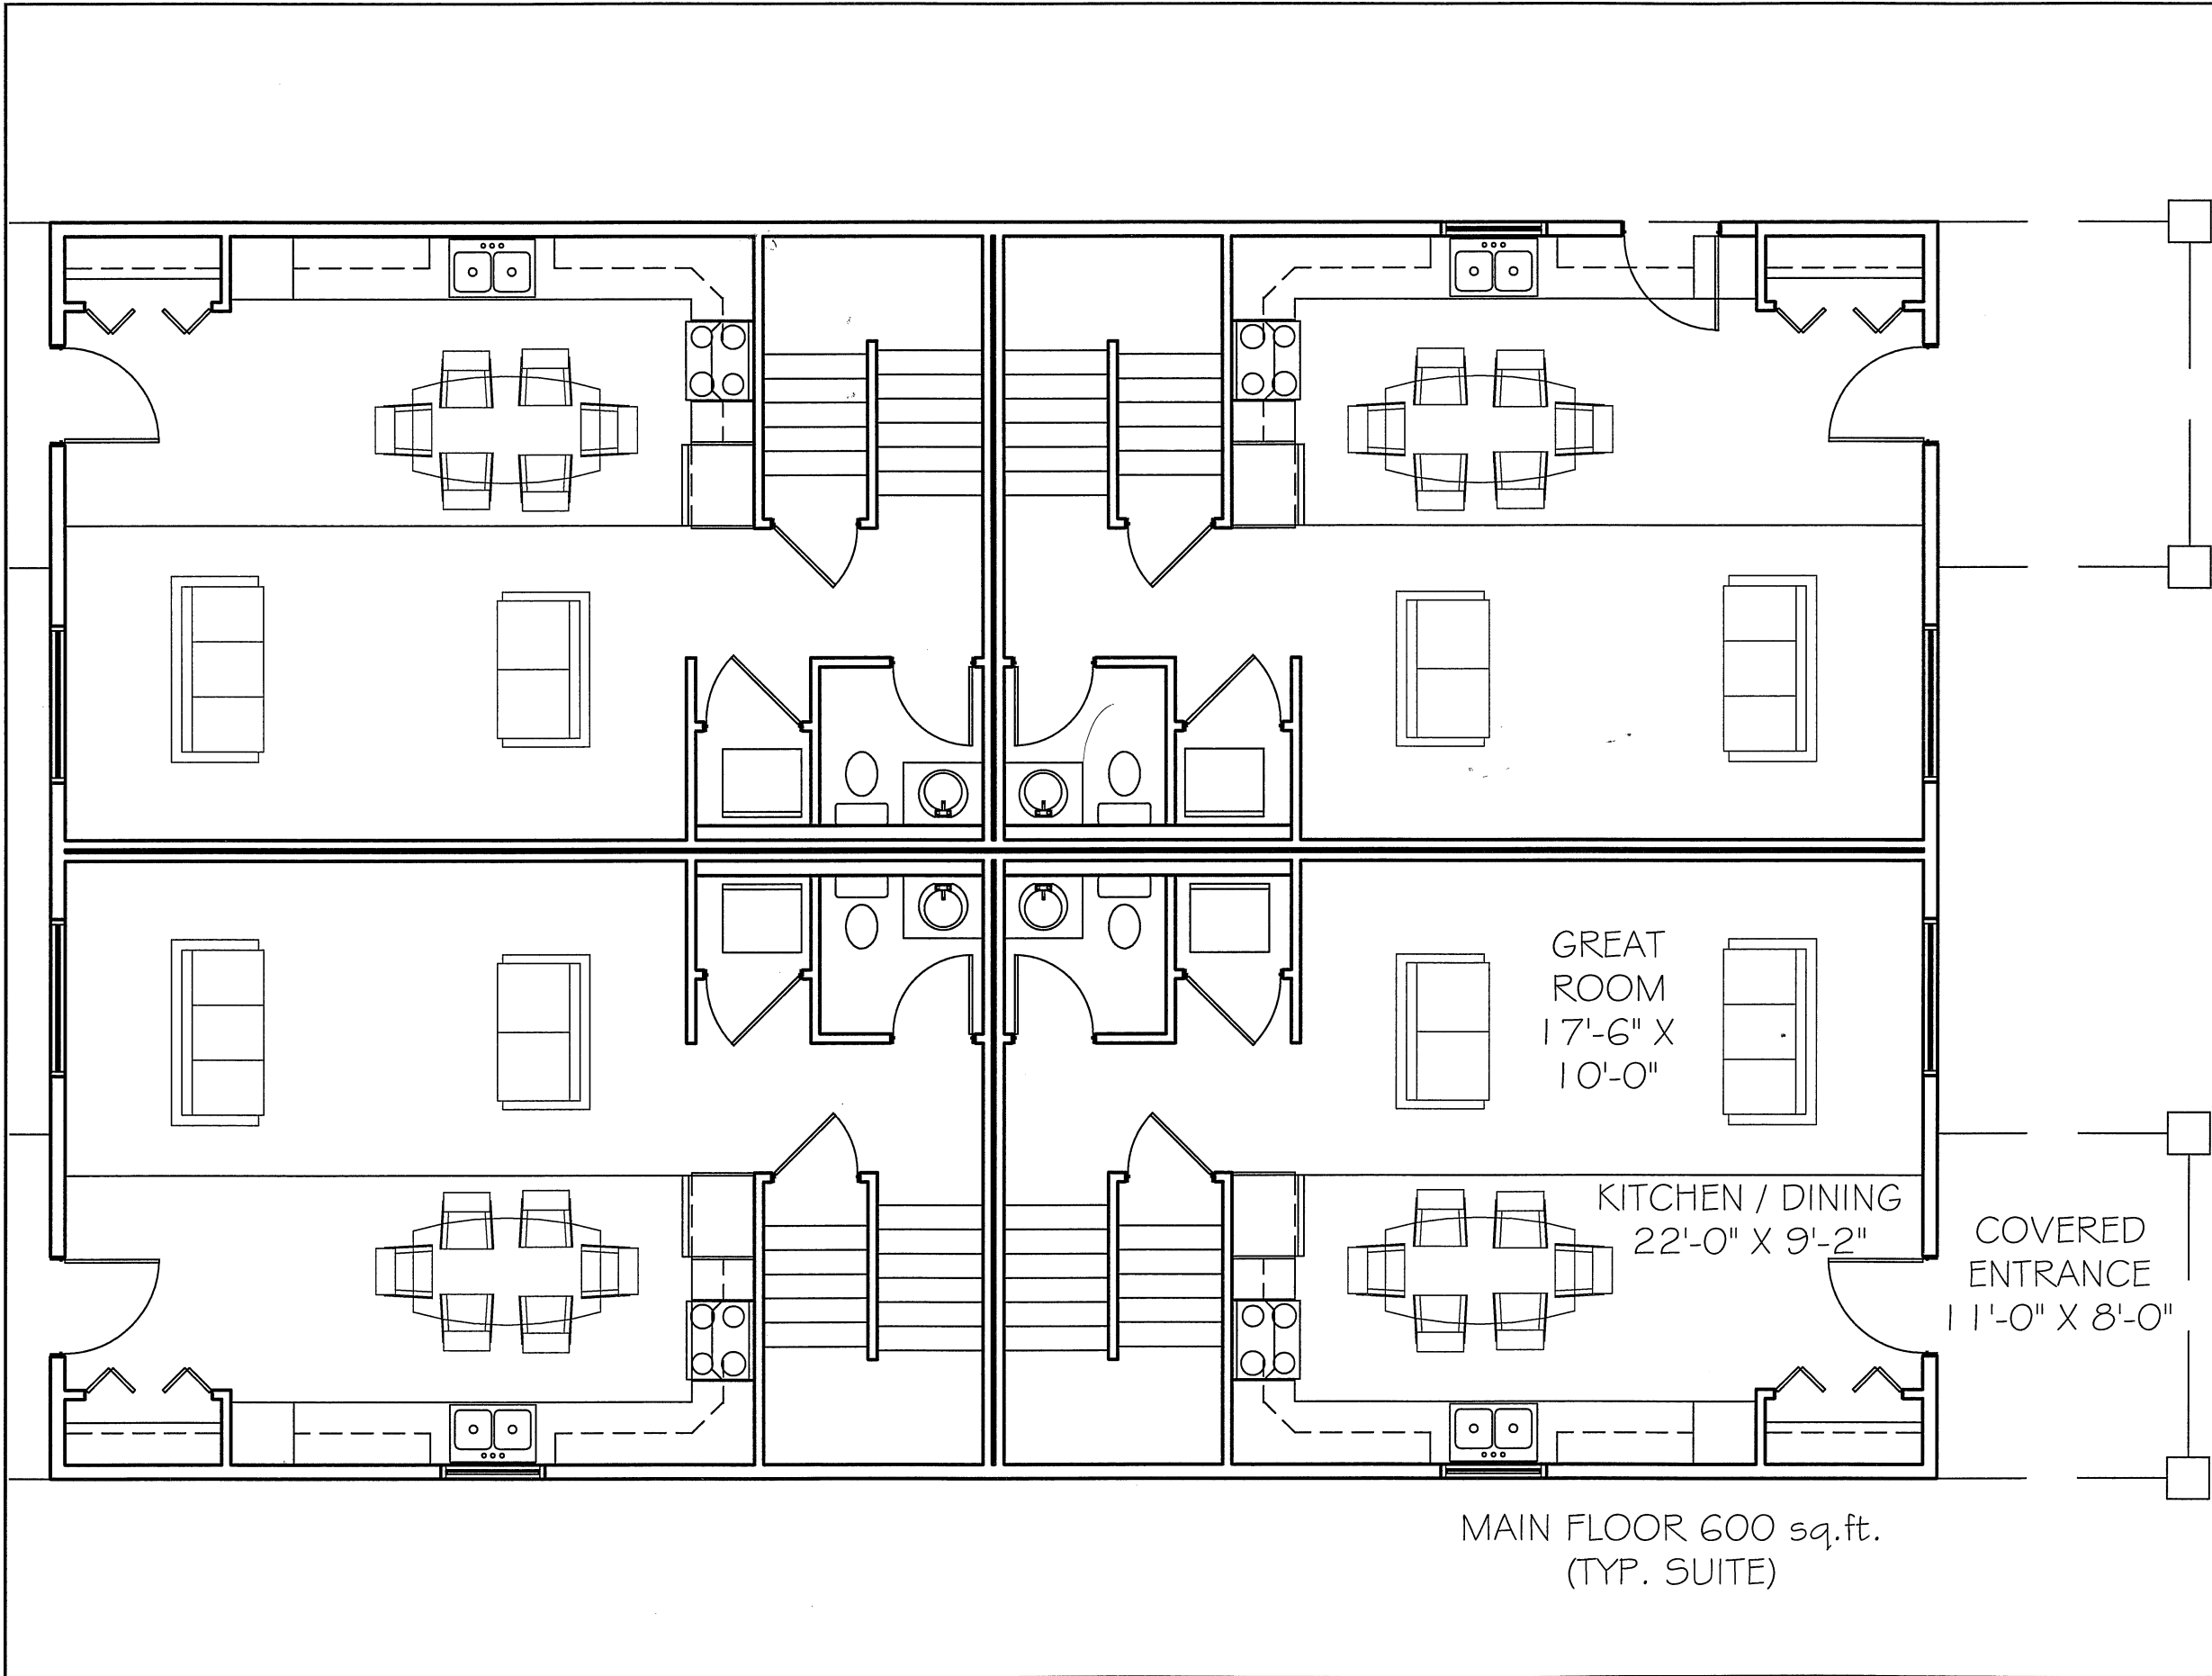 GREAT
ROOM
17'-6" X
10'-0"
KITCHEN / DINING
22'-0" X 9'-2"
COVERED
ENTRANCE
11'-0" X 8'-0"
MAIN FLOOR 600 sq.ft.
(TYP. SUITE)